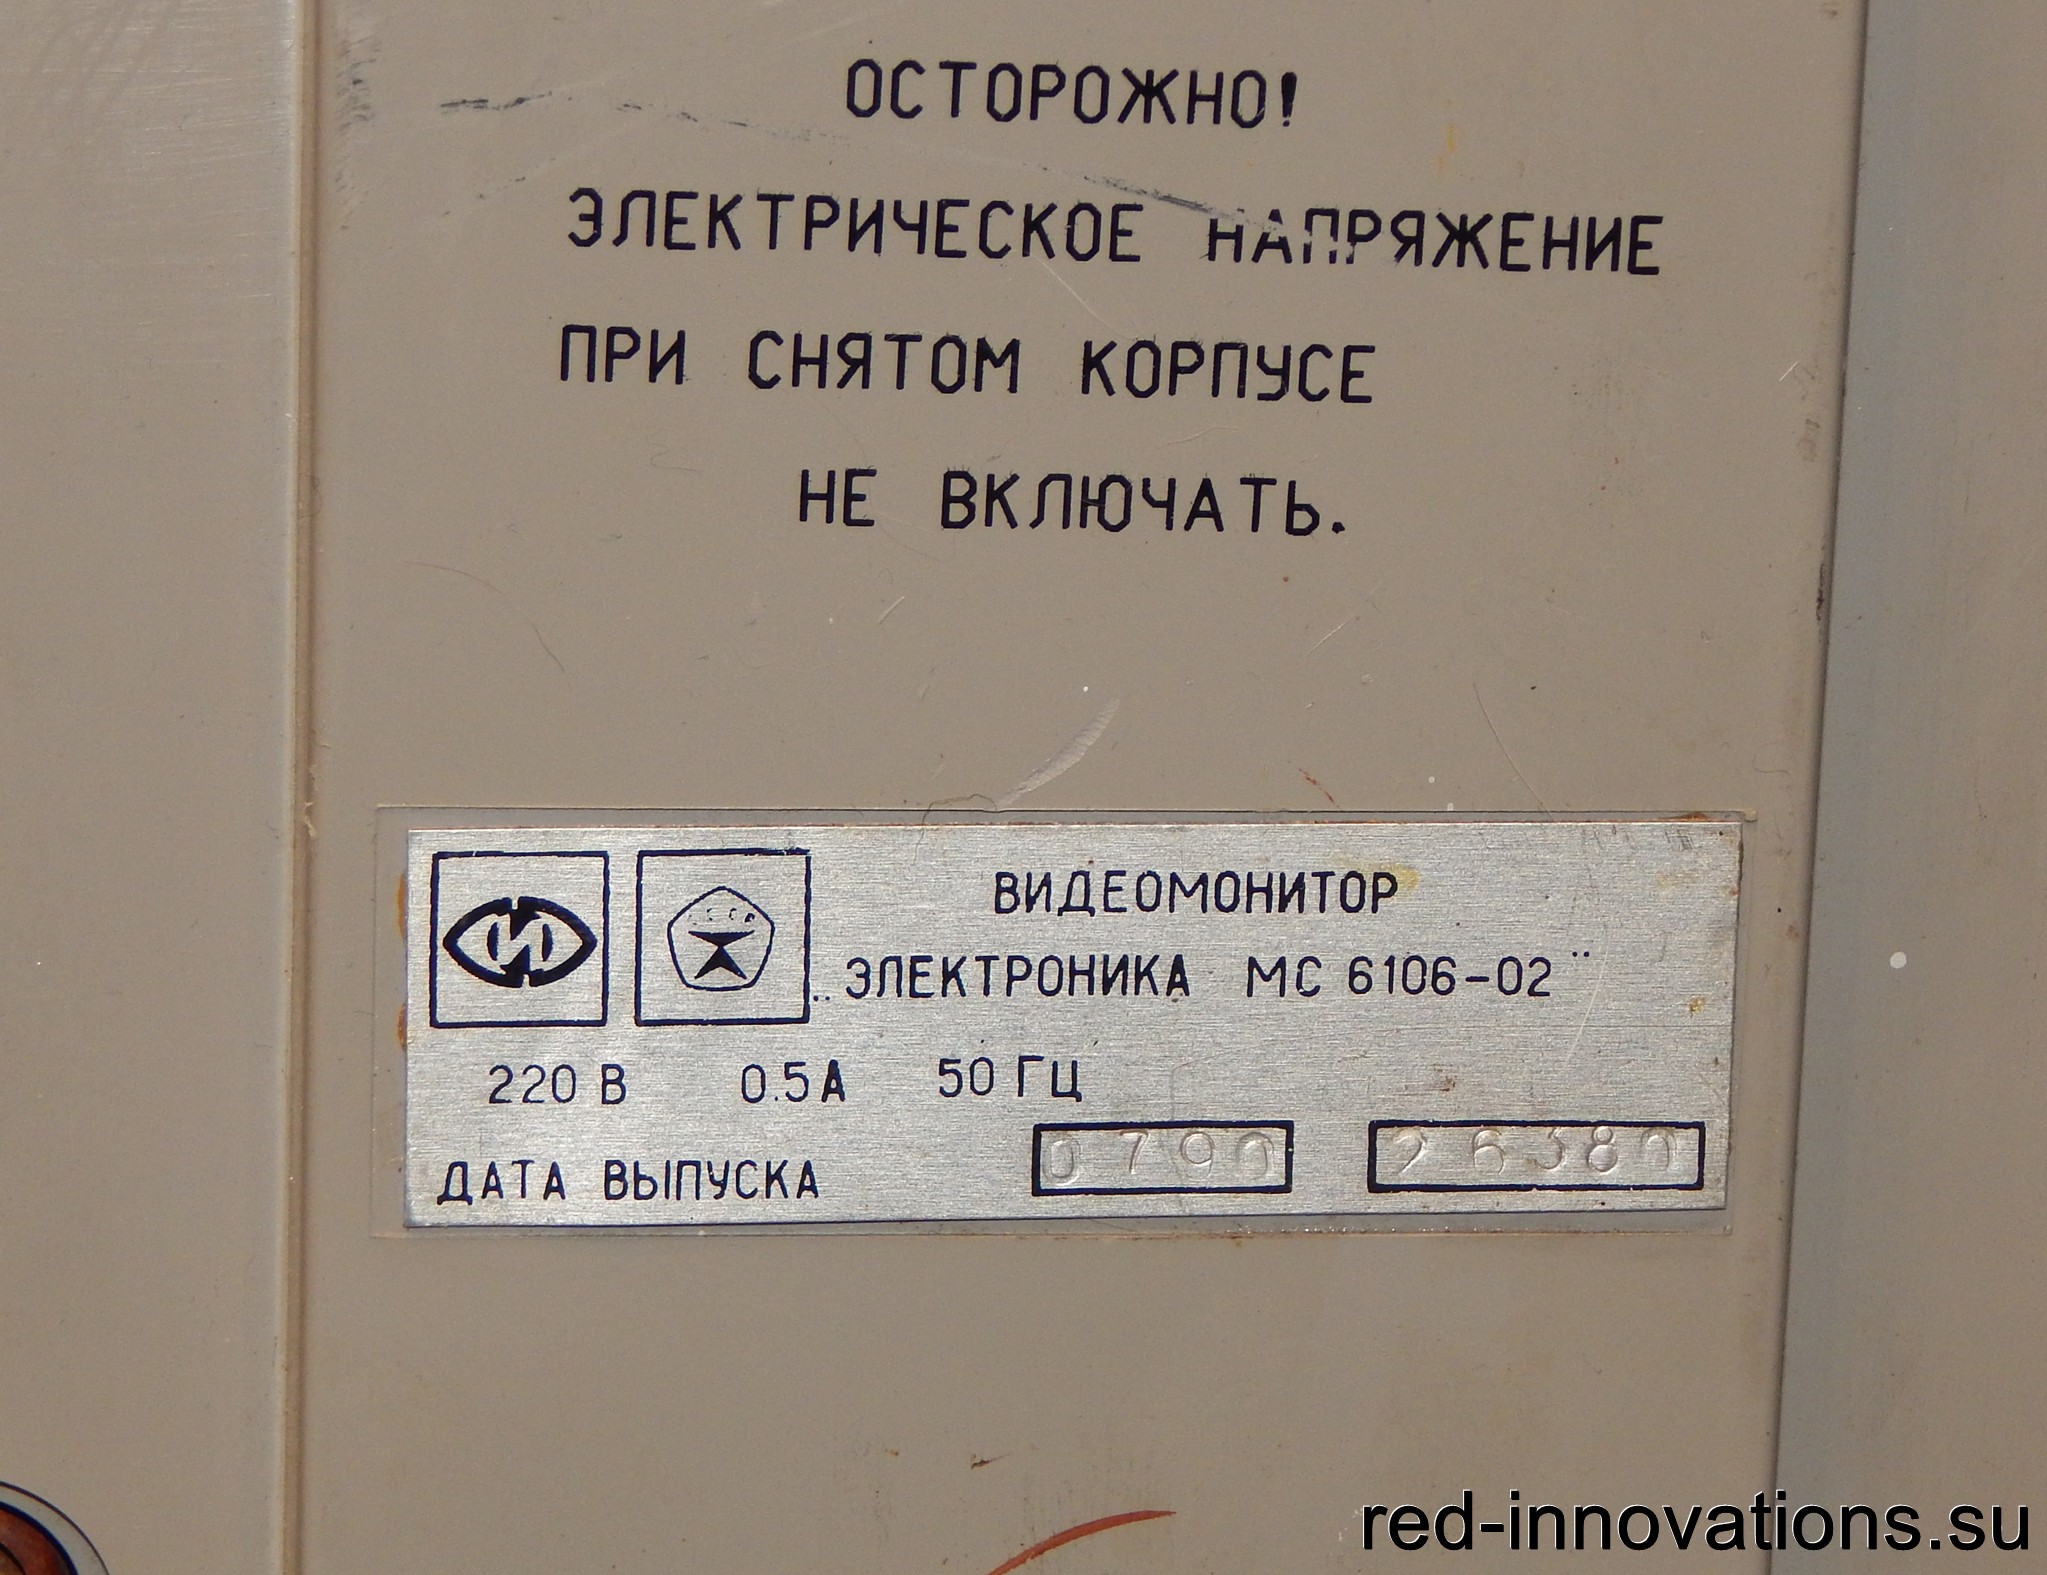 ОСТОРОЖНО!
ЭЛЕКТРИЧЕСКОЕ НАПРЯЖЕНИЕ
ПРИ СНЯТОМ КОРПУСЕ
НЕ ВКЛЮЧАТЬ.
СССР
ВИДЕОМОНИТОР
„ЭЛЕКТРОНИКА МС 6106-02"
220 В 0.5А 50 ГЦ
ДАТА ВЫПУСКА 0790 26380
red-innovations.su